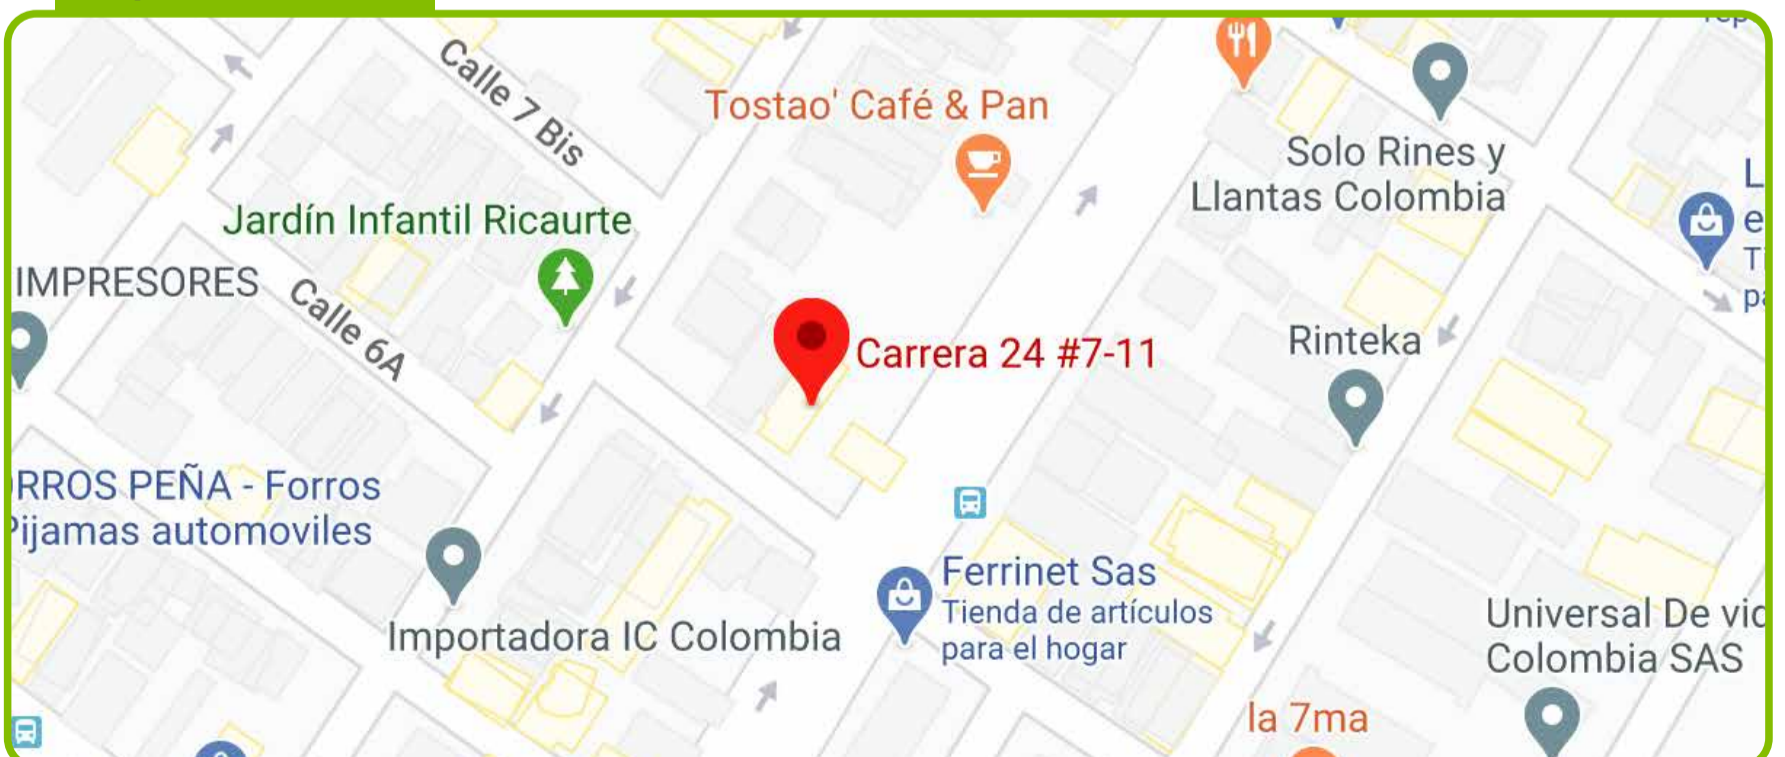 Calle 7 Bis
Tostao' Café & Pan
Solo Rines y
Llantas Colombia
Jardín Infantil Ricaurte
IMPRESORES
Calle 6A
Carrera 24 #7-11
Rinteka
RROS PEÑA - Forros
Pijamas automoviles
Ferrinet Sas
Tienda de artículos
para el hogar
Importadora IC Colombia
Universal De vid
Colombia SAS
la 7ma